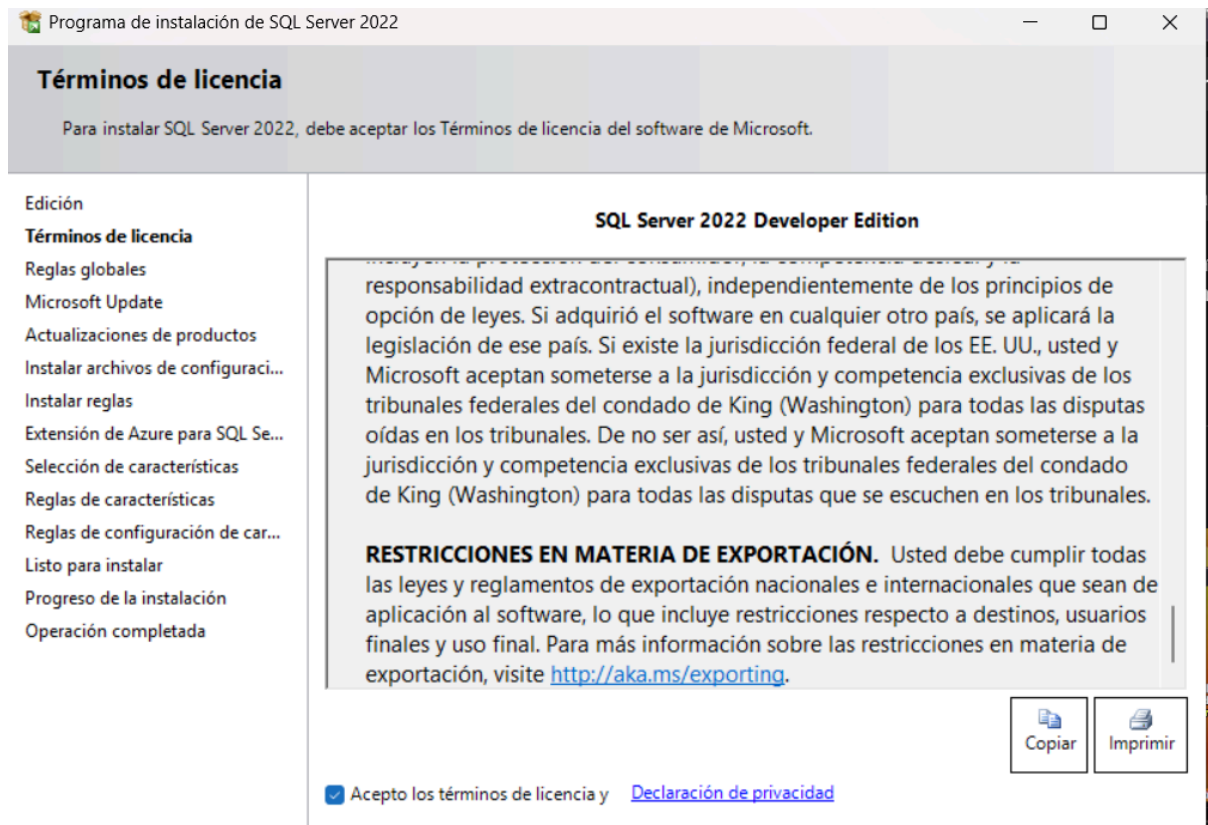 Programa de instalación de SQL Server 2022
Términos de licencia
Para instalar SQL Server 2022, debe aceptar los Términos de licencia del software de Microsoft.
Edición
Términos de licencia
Reglas globales
Microsoft Update
Actualizaciones de productos
Instalar archivos de configuraci...
Instalar reglas
Extensión de Azure para SQL Se...
Selección de características
Reglas de características
Reglas de configuración de car...
Listo para instalar
Progreso de la instalación
Operación completada
SQL Server 2022 Developer Edition
responsabilidad extracontractual), independientemente de los principios de
opción de leyes. Si adquirió el software en cualquier otro país, se aplicará la
legislación de ese país. Si existe la jurisdicción federal de los EE. UU., usted y
Microsoft aceptan someterse a la jurisdicción y competencia exclusivas de los
tribunales federales del condado de King (Washington) para todas las disputas
oídas en los tribunales. De no ser así, usted y Microsoft aceptan someterse a la
jurisdicción y competencia exclusivas de los tribunales federales del condado
de King (Washington) para todas las disputas que se escuchen en los tribunales.
RESTRICCIONES EN MATERIA DE EXPORTACIÓN. Usted debe cumplir todas
las leyes y reglamentos de exportación nacionales e internacionales que sean de
aplicación al software, lo que incluye restricciones respecto a destinos, usuarios
finales y uso final. Para más información sobre las restricciones en materia de
exportación, visite http://aka.ms/exporting.
Copiar
Imprimir
Acepto los términos de licencia y Declaración de privacidad